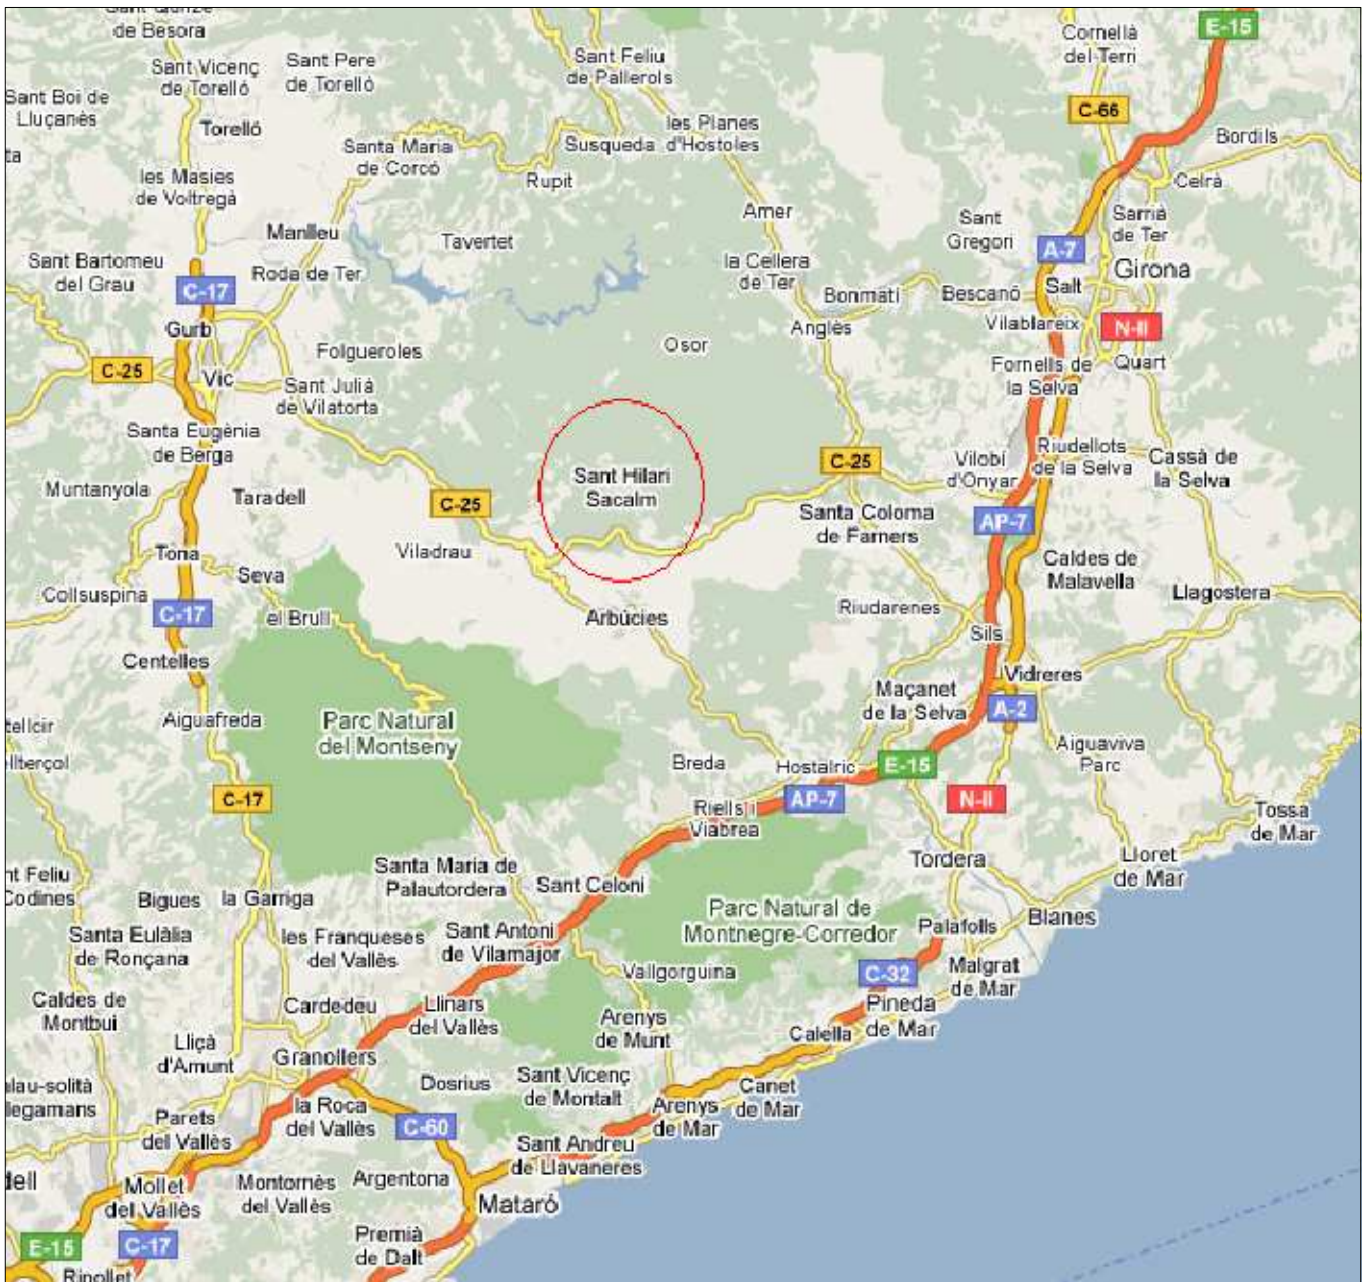 de Besora
Sant Vicenç
de Torelló
Sant Pere
de Torelló
Sant Feliu
de Pallerols
Cornellà
del Terri
E-15
Sant Boi de
Lluçanès
Torelló
C-66
les Planes
d'Hostoles
Bordils
ta
Santa Maria
de Corcó
Susqueda
les Masies
de Voltregà
Rupit
Celrà
Amer
Sant
Gregori
Sarrià
de Ter
Manlleu
Tavertet
A-7
Sant Bartomeu
del Grau
Roda de Ter
la Cellera
de Ter
Girona
C-17
Bonmatí
Bescanó
Salt
Gurb
Anglès
Vilablareix
N-II
Folgueroles
Osor
C-25
Vic
Fornells de
la Selva
Quart
Sant Julià
de Vilatorta
Santa Eugènia
de Berga
C-25
Vilobí
d'Onyar
Riudellots
de la Selva
Cassà de
la Selva
Muntanyola
Taradell
C-25
Sant Hilari
Sacalm
Santa Coloma
de Farners
AP-7
Tona
Viladrau
Caldes de
Malavella
Seva
Collsuspina
Llagostera
C-17
el Brull
Arbúcies
Riudarenes
Sils
Centelles
Vidreres
Maçanet
de la Selva
A-2
tellcir
Aiguafreda
Parc Natural
del Montseny
Aiguaviva
Parc
llterçol
Breda
Hostalric
E-15
C-17
AP-7
N-II
Riells i
Viabrea
Tossa
de Mar
nt Feliu
Codines
Santa Maria de
Palautordera
Sant Celoni
Tordera
Lloret
de Mar
Bigues
la Garriga
Parc Natural de
Montnegre-Corredor
Palafolls
Blanes
Santa Eulàlia
de Ronçana
les Franqueses
del Vallès
Sant Antoni
de Vilamajor
Vallgorguina
C-32
Malgrat
de Mar
Caldes de
Montbui
Cardedeu
Llinars
del Vallès
Arenys
de Munt
Pineda
de Mar
Calella
Lliçà
d'Amunt
Granollers
alau-solità
legamans
Dosrius
Sant Vicenç
de Montalt
Canet
de Mar
Parets
del Vallès
la Roca
del Vallès
C-60
Arenys
de Mar
Sant Andreu
de Llavaneres
dell
Mollet
del Vallès
Montornès
del Vallès
Argentona
Mataró
E-15
C-17
Premià
de Dalt
Ripollet